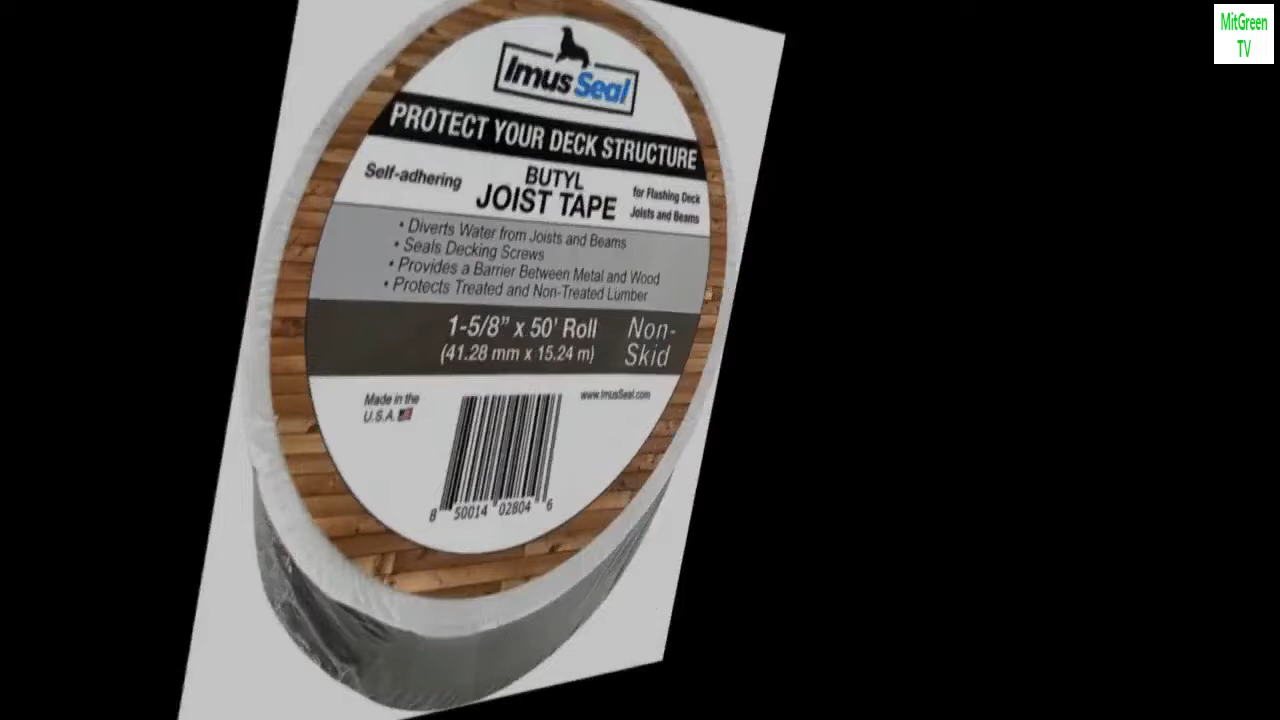 MitGreen
TV
Imus Seal
PROTECT YOUR DECK STRUCTURE
Self-adhering
BUTYL
JOIST TAPE
for Flashing Deck
Joists and Beams
• Diverts Water from Joists and Beams
• Seals Decking Screws
• Provides a Barrier Between Metal and Wood
• Protects Treated and Non-Treated Lumber
1-5/8” x 50' Roll
(41.28 mm x 15.24 m)
Non-
Skid
Made in the
U.S.A.
www.ImusSeal.com
8 50014 02804 6